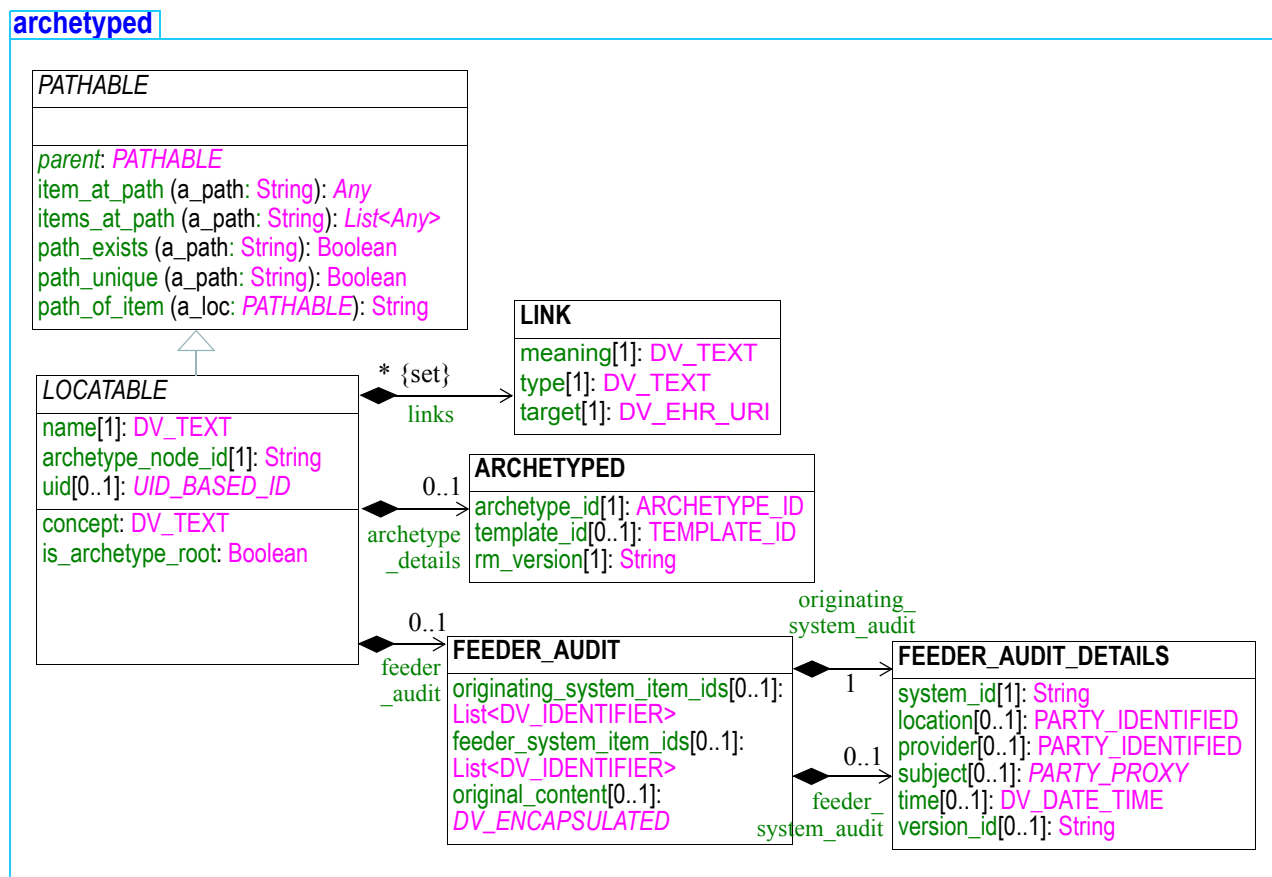 archetyped
PATHABLE
parent: PATHABLE
item_at_path (a_path: String): Any
items_at_path (a_path: String): List<Any>
path_exists (a_path: String): Boolean
path_unique (a_path: String): Boolean
path_of_item (a_loc: PATHABLE): String
LOCATABLE
name[1]: DV_TEXT
archetype_node_id[1]: String
uid[0..1]: UID_BASED_ID
concept: DV_TEXT
is_archetype_root: Boolean
* {set}
links
LINK
meaning[1]: DV_TEXT
type[1]: DV_TEXT
target[1]: DV_EHR_URI
0..1
archetype
_details
ARCHETYPED
archetype_id[1]: ARCHETYPE_ID
template_id[0..1]: TEMPLATE_ID
rm_version[1]: String
0..1
feeder
_audit
FEEDER_AUDIT
originating_system_item_ids[0..1]:
List<DV_IDENTIFIER>
feeder_system_item_ids[0..1]:
List<DV_IDENTIFIER>
original_content[0..1]:
DV_ENCAPSULATED
originating_
system_audit
1
0..1
feeder_
system_audit
FEEDER_AUDIT_DETAILS
system_id[1]: String
location[0..1]: PARTY_IDENTIFIED
provider[0..1]: PARTY_IDENTIFIED
subject[0..1]: PARTY_PROXY
time[0..1]: DV_DATE_TIME
version_id[0..1]: String